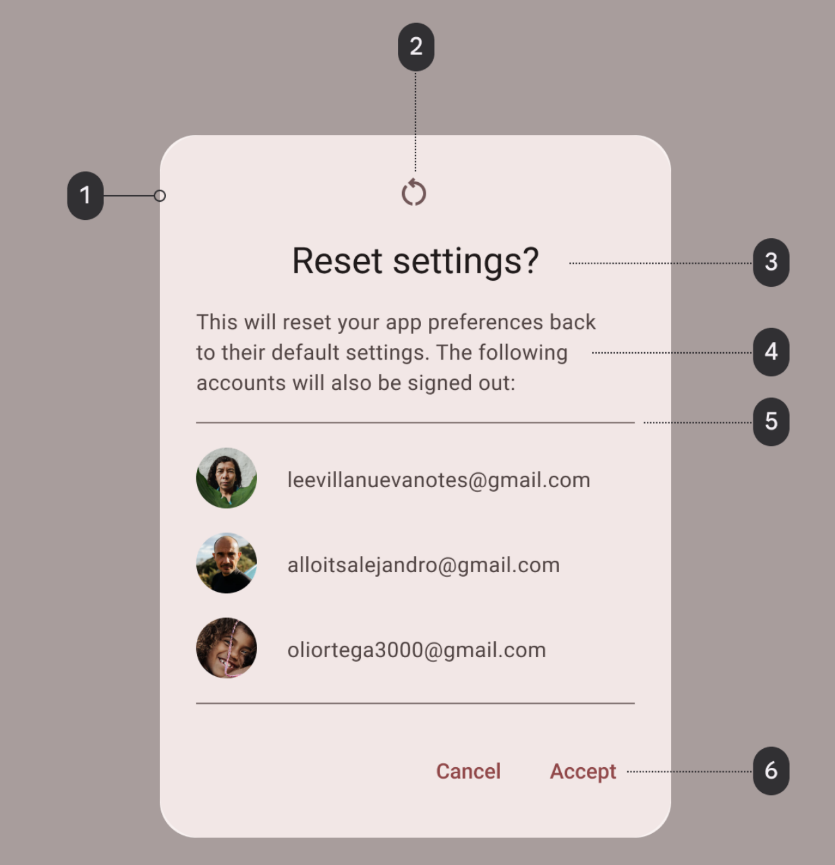 2
1
Reset settings?
3
This will reset your app preferences back
to their default settings. The following
4
accounts will also be signed out:
5
leevillanuevanotes@gmail.com
alloitsalejandro@gmail.com
oliortega3000@gmail.com
Cancel Accept
6